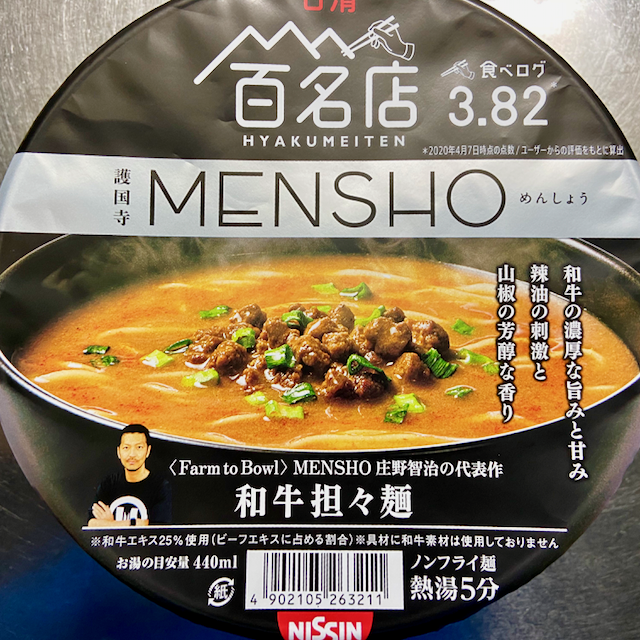 日清
百名店
HYAKUMEITEN
食べログ
3.82*
*2020年4月7日時点の点数/ユーザーからの評価をもとに算出
護国寺
MENSHO
めんしょう
和牛の濃厚な旨みと甘み
辣油の刺激と
山椒の芳醇な香り
〈Farm to Bowl〉MENSHO 庄野智治の代表作
和牛担々麺
※和牛エキス25%使用(ビーフエキスに占める割合)※具材に和牛素材は使用しておりません
お湯の目安量 440ml
紙
4 902105 263211
ノンフライ麺
熱湯5分
NISSIN